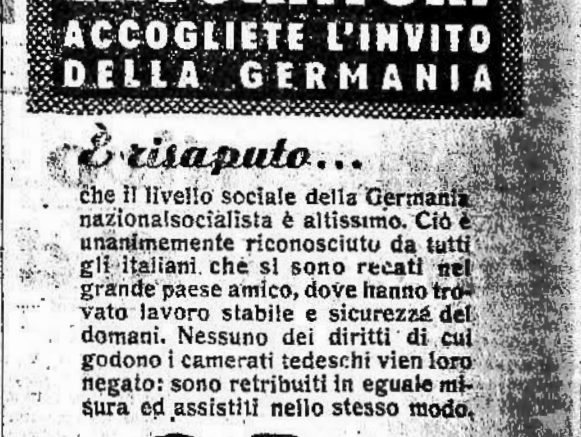 ACCOGLIETE L'INVITO
DELLA GERMANIA
È risaputo...
che il livello sociale della Germania
nazionalsocialista è altissimo. Ciò è
unanimemente riconosciuto da tutti
gli italiani che si sono recati nel
grande paese amico, dove hanno tro-
vato lavoro stabile e sicurezza del
domani. Nessuno dei diritti di cui
godono i camerati tedeschi vien loro
negato: sono retribuiti in eguale mi-
sura ed assistiti nello stesso modo.